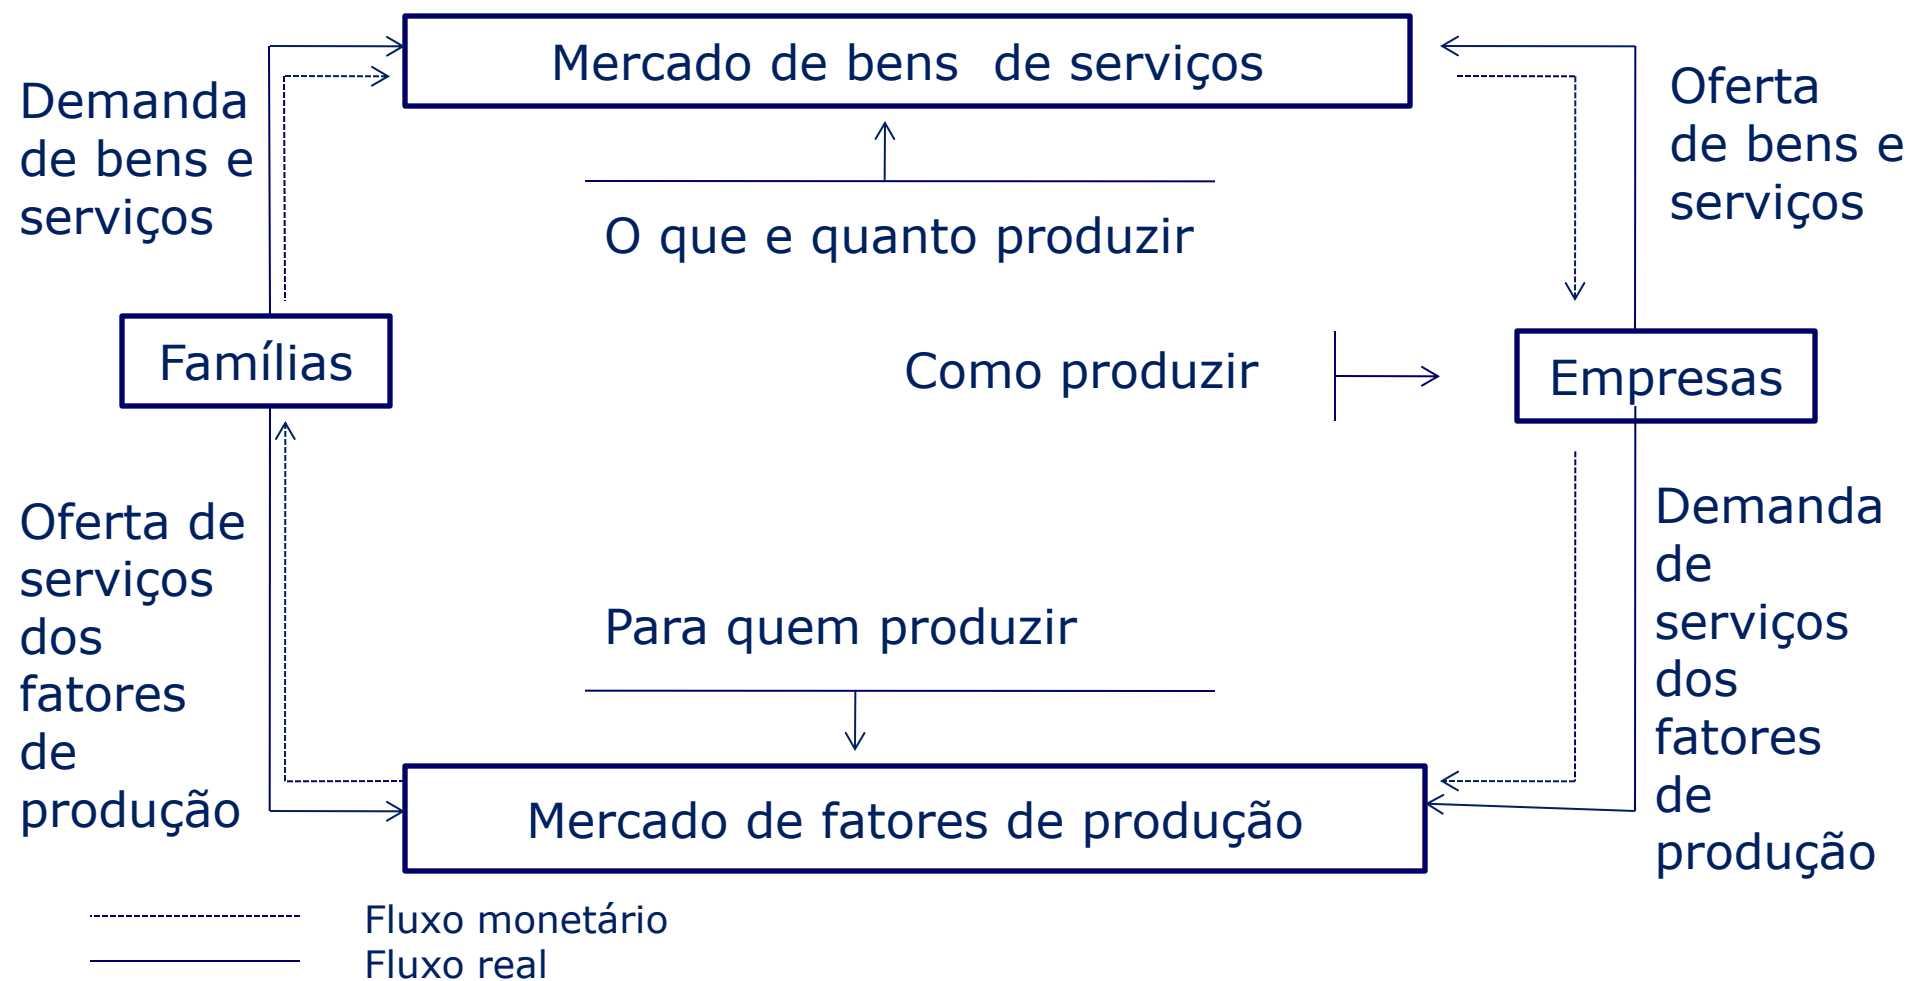 Mercado de bens  de serviços
Demanda
de bens e
serviços
Oferta
de bens e
serviços
O que e quanto produzir
Famílias
Como produzir
Empresas
Oferta de
serviços
dos
fatores
de
produção
Demanda
de
serviços
dos
fatores
de
produção
Para quem produzir
Mercado de fatores de produção
Fluxo monetário
Fluxo real